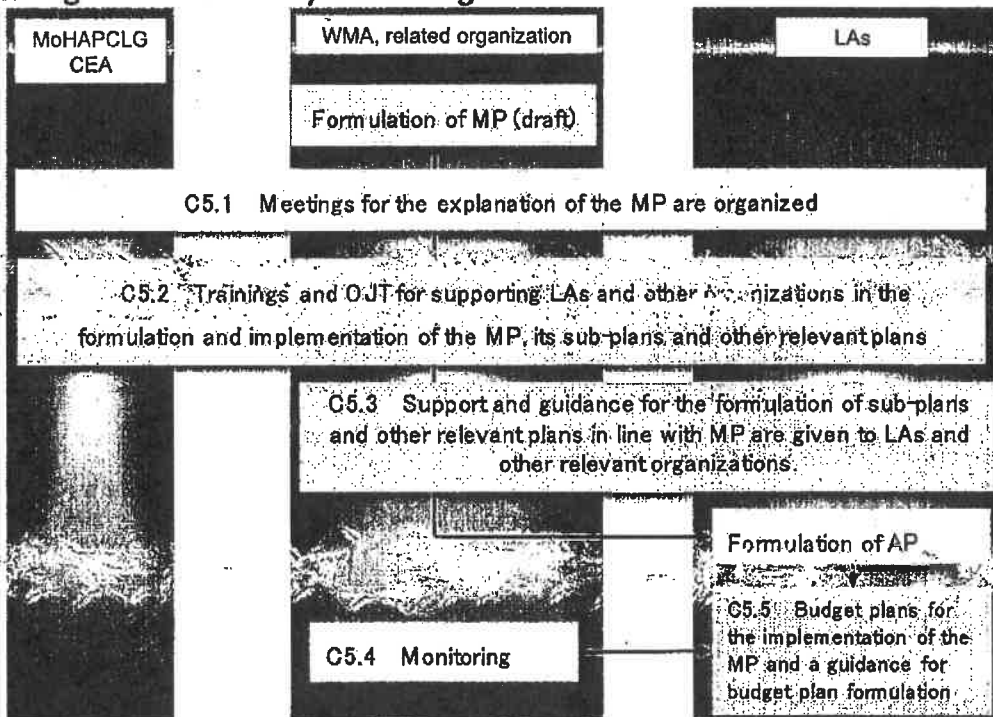 MoHAPCLG
CEA
WMA, related organization
LAs
Formulation of MP (draft)
C5.1 Meetings for the explanation of the MP are organized
C5.2 Trainings and OJT for supporting LAs and other
formulation and implementation of the MP, its sub-plans and other relevant plans
in the
C5.3 Support and guidance for the formulation of sub-plans
and other relevant plans in line with MP are given to LAs and
other relevant organizations.
Formulation of AP
C5.4 Monitoring
C5.5 Budget plans for
the implementation of the
MP and a guidance for
budget plan formulation